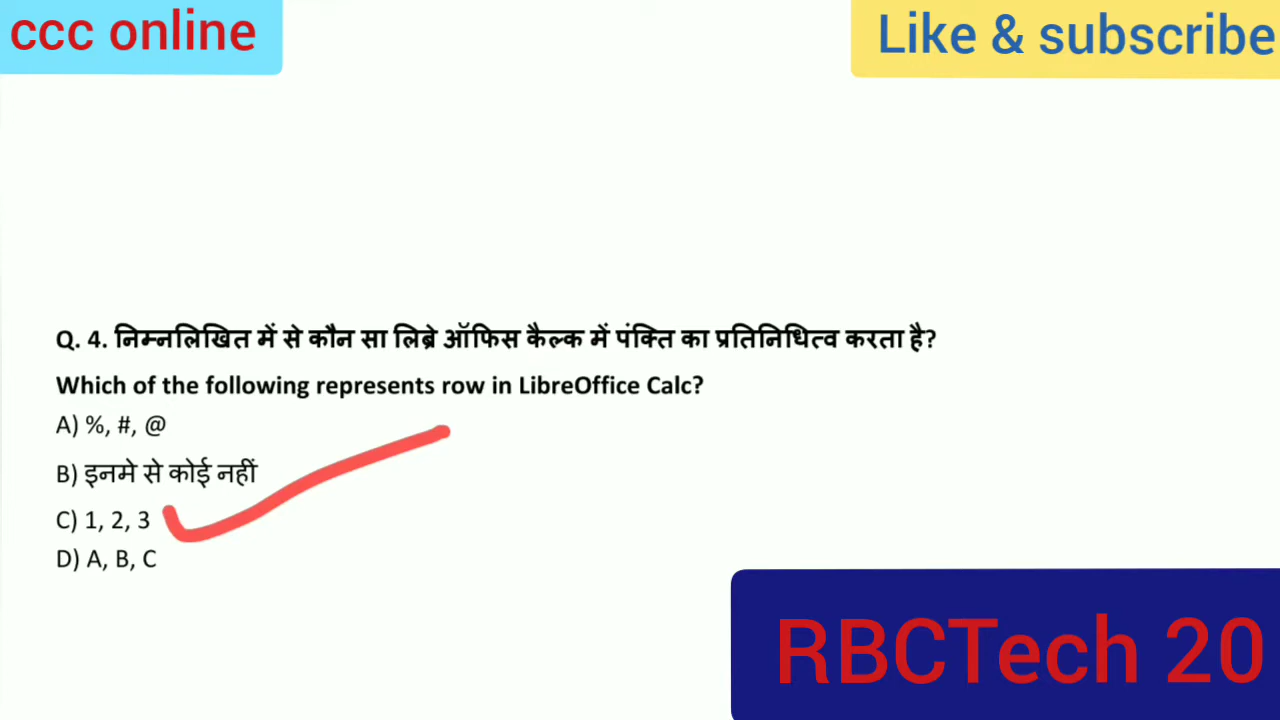 ccc online
Like & subscribe
Q. 4. निम्नलिखित में से कौन सा लिब्रे ऑफिस कैल्क में पंक्ति का प्रतिनिधित्व करता है?
Which of the following represents row in LibreOffice Calc?
A) %, #, @
B) इनमे से कोई नहीं
C) 1, 2, 3
D) A, B, C
RBCTech 20